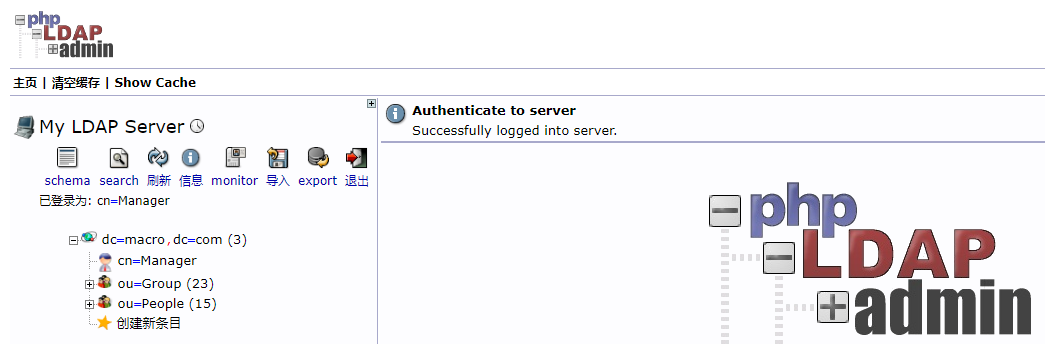 php
LDAP
admin
主页 | 清空缓存 | Show Cache
My LDAP Server
schema search 刷新 信息 monitor 导入 export 退出
已登录为: cn=Manager
dc=macro,dc=com (3)
cn=Manager
ou=Group (23)
ou=People (15)
创建新条目
Authenticate to server
Successfully logged into server.
php
LDAP
admin